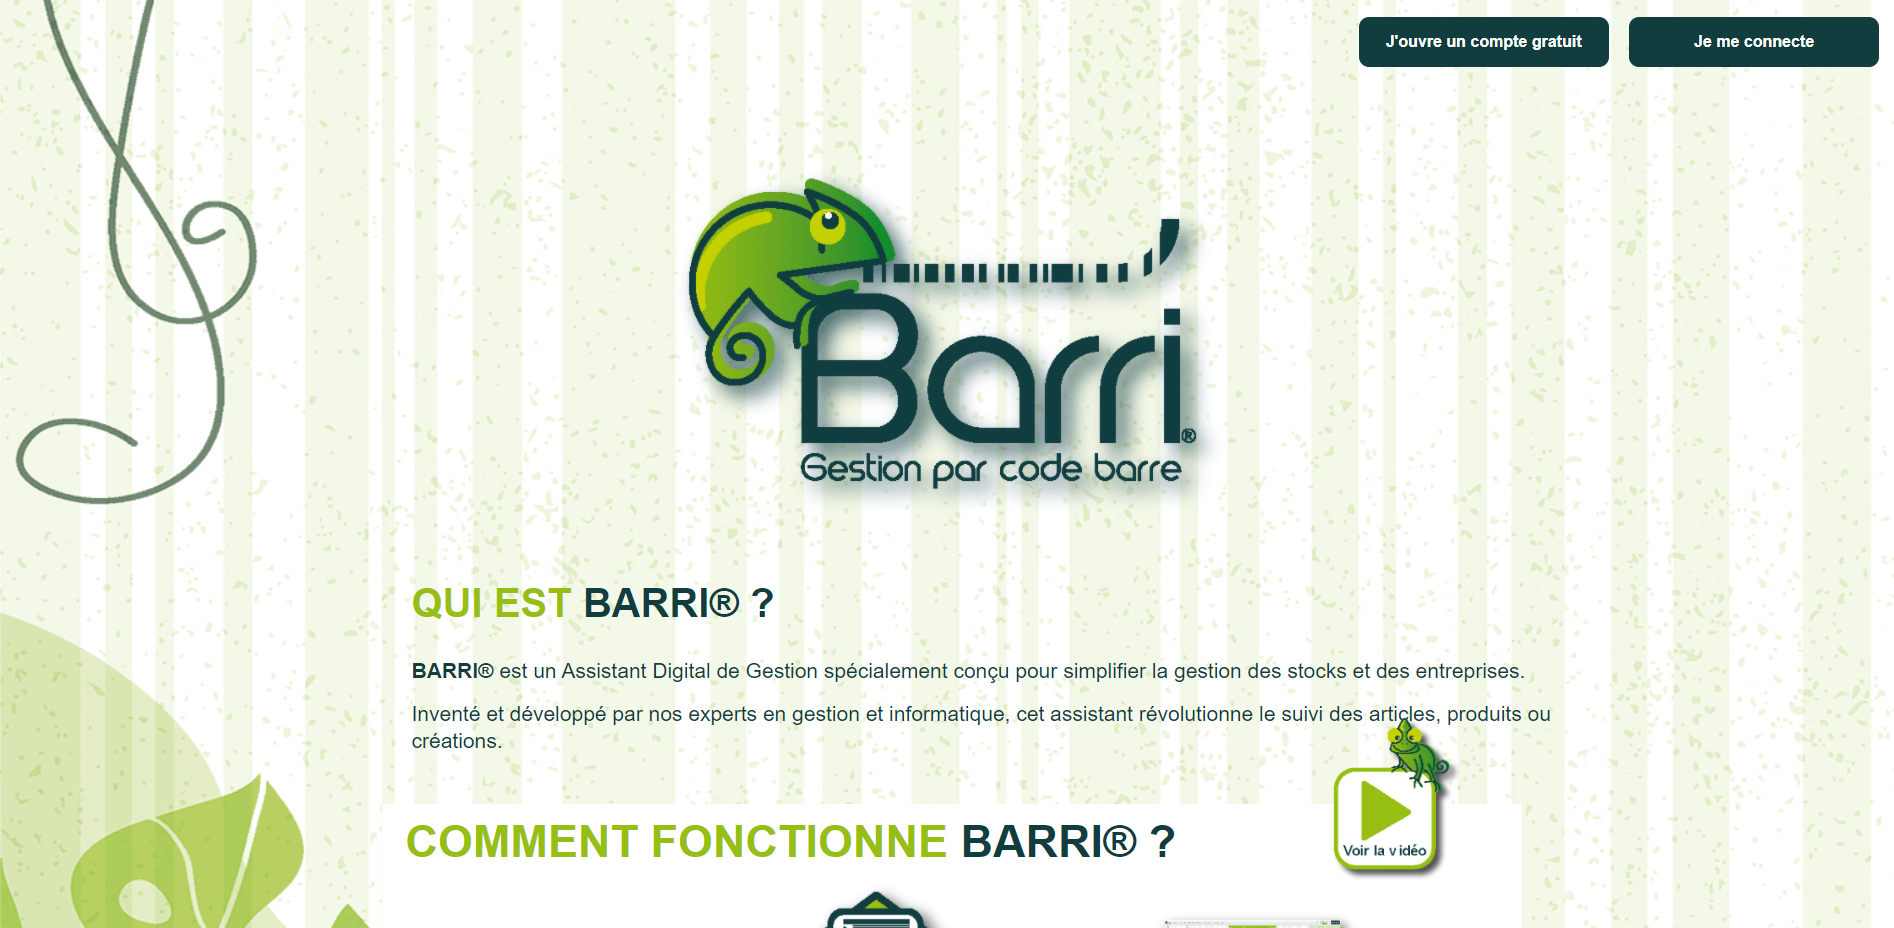 J'ouvre un compte gratuit
Je me connecte
Barri®
Gestion par code barre
QUI EST BARRI® ?
BARRI® est un Assistant Digital de Gestion spécialement conçu pour simplifier la gestion des stocks et des entreprises.
Inventé et développé par nos experts en gestion et informatique, cet assistant révolutionne le suivi des articles, produits ou
créations.
COMMENT FONCTIONNE BARRI® ?
Voir la vidéo